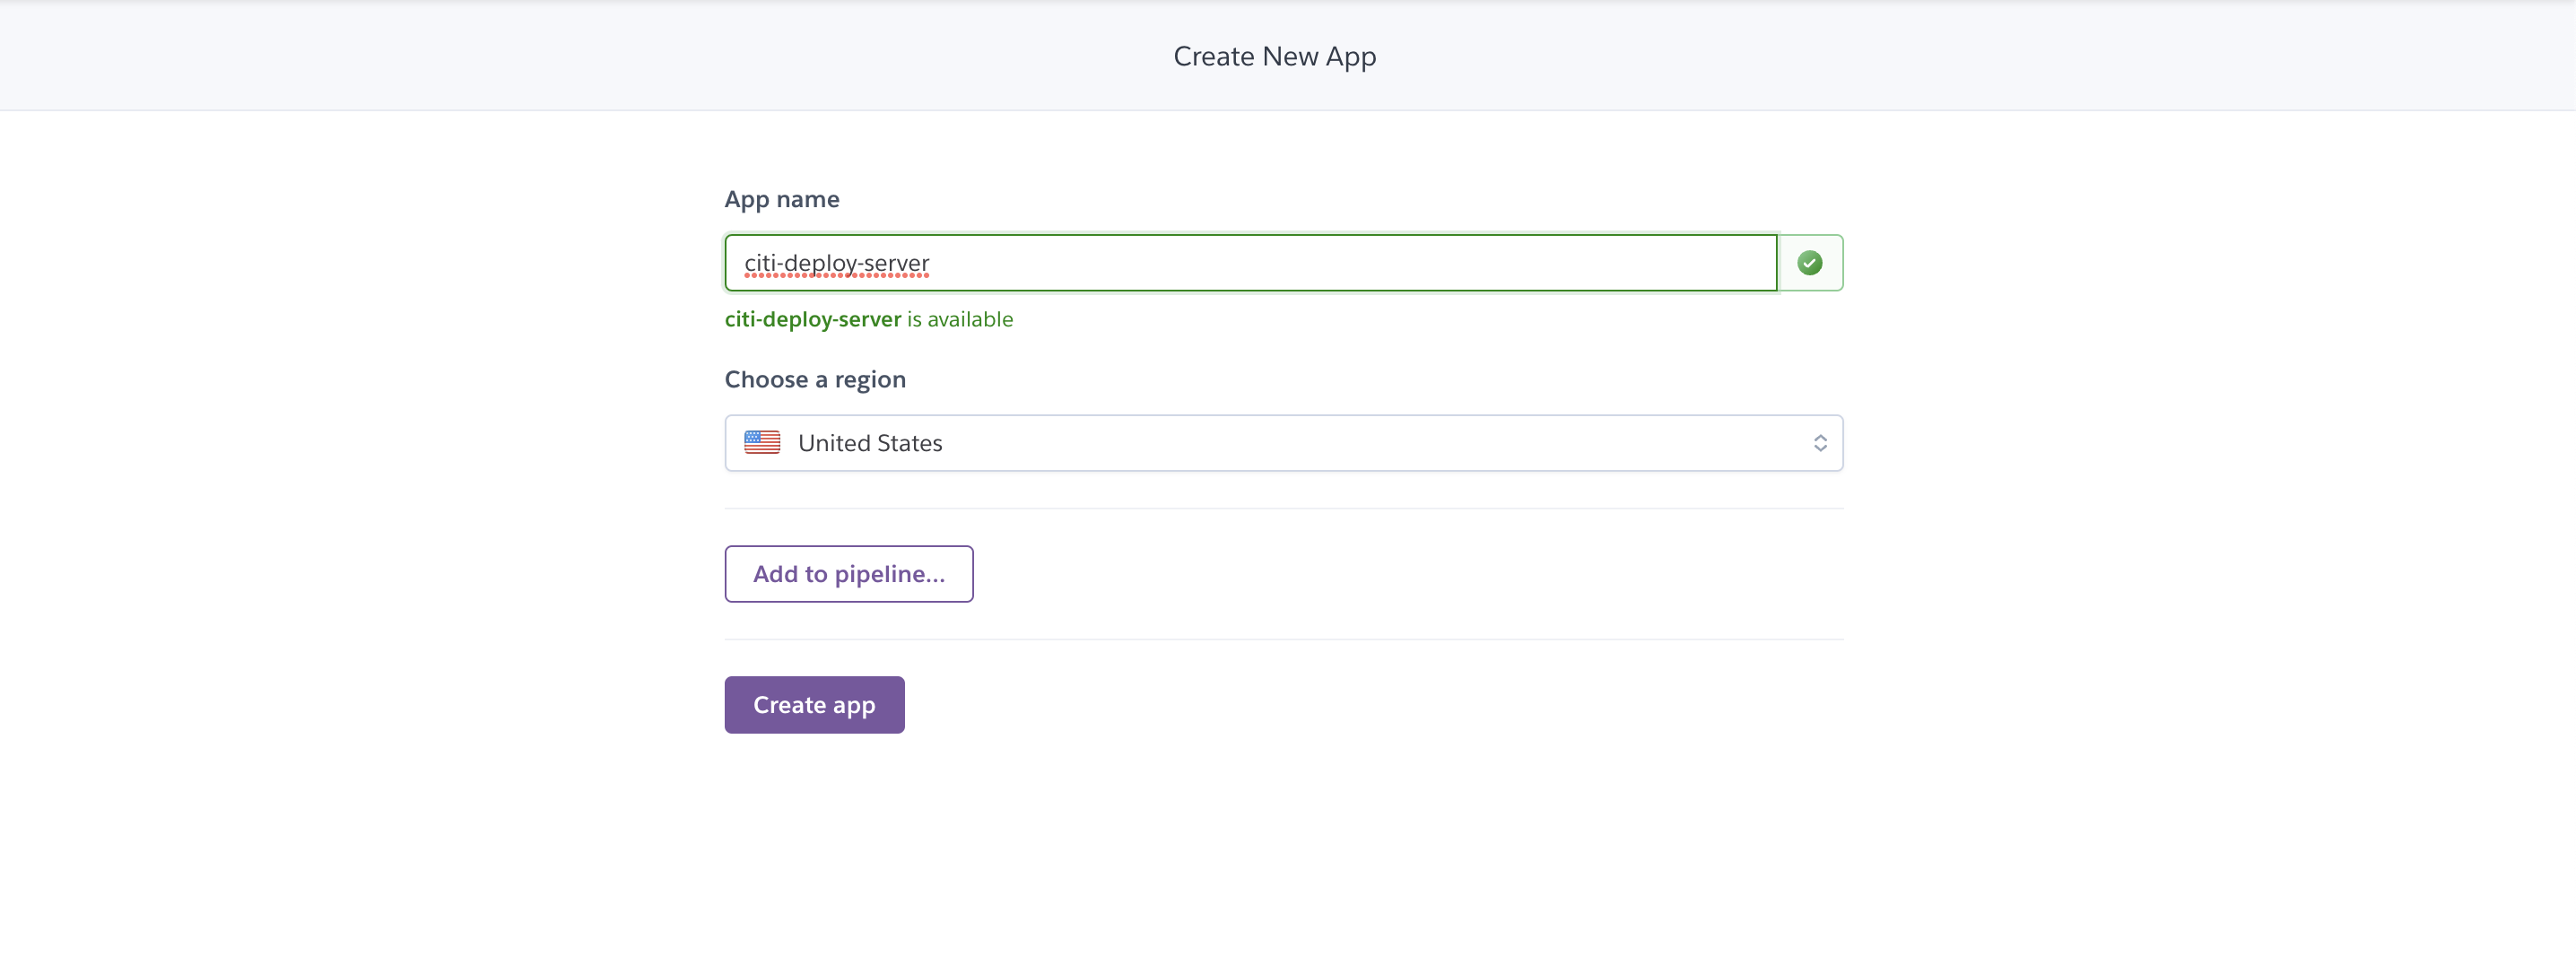 Create New App
App name
citi-deploy-server
citi-deploy-server is available
Choose a region
United States
Add to pipeline...
Create app